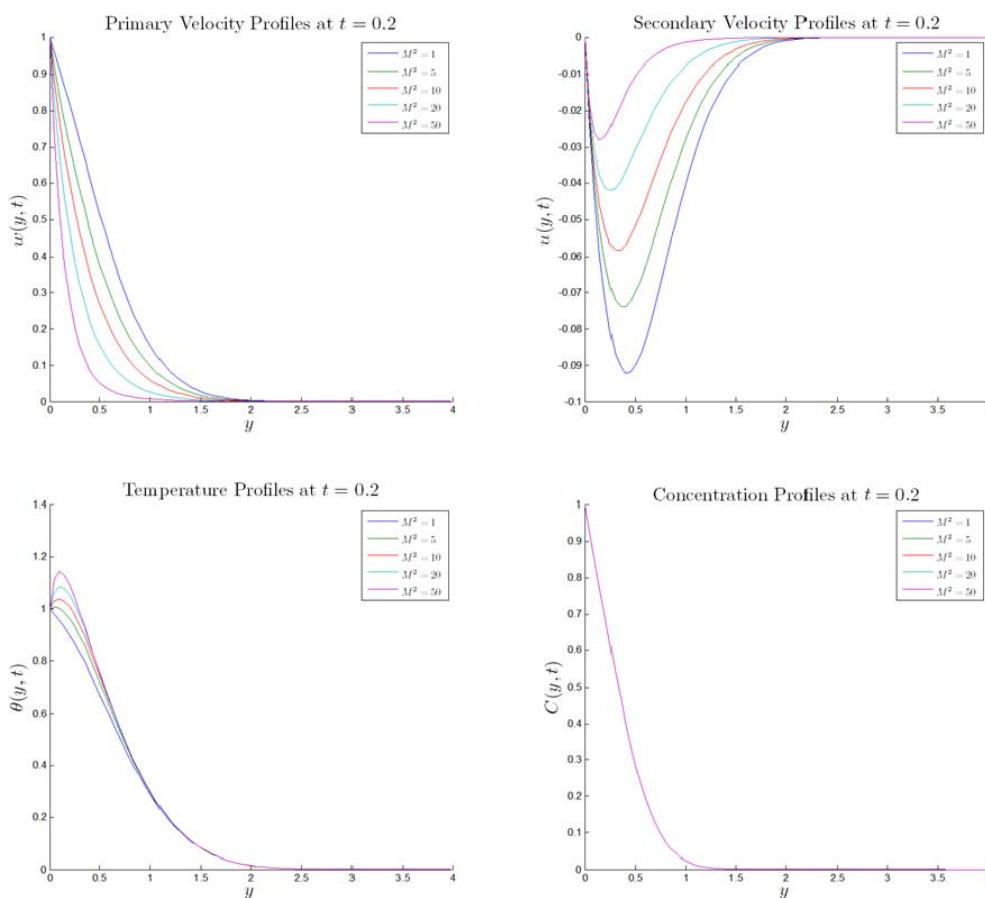 Primary Velocity Profiles at t = 0.2
1
0.9
0.8
0.7
0.6
0.5
0.4
0.3
0.2
0.1
0
w(y, t)
0 0.5 1 1.5 2 2.5 3 3.5 4
y
M² = 1
M² = 5
M² = 10
M² = 20
M² = 50
Secondary Velocity Profiles at t = 0.2
0
-0.01
-0.02
-0.03
-0.04
-0.05
-0.06
-0.07
-0.08
-0.09
-0.1
u(y, t)
0 0.5 1 1.5 2 2.5 3 3.5
y
M² = 1
M² = 5
M² = 10
M² = 20
M² = 50
Temperature Profiles at t = 0.2
1.4
1.2
1
0.8
0.6
0.4
0.2
0
θ(y, t)
0 0.5 1 1.5 2 2.5 3 3.5 4
y
M² = 1
M² = 5
M² = 10
M² = 20
M² = 50
Concentration Profiles at t = 0.2
1
0.9
0.8
0.7
0.6
0.5
0.4
0.3
0.2
0.1
0
C(y, t)
0 0.5 1 1.5 2 2.5 3 3.5
y
M² = 1
M² = 5
M² = 10
M² = 20
M² = 50